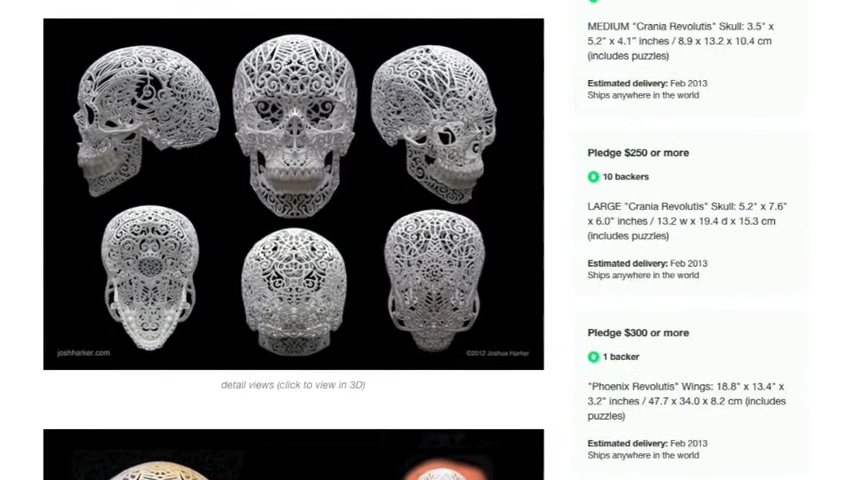 joshharker.com
©2012 Joshua Harker
detail views (click to view in 3D)
MEDIUM "Crania Revolutis" Skull: 3.5" x
5.2" x 4.1" inches / 8.9 x 13.2 x 10.4 cm
(includes puzzles)
Estimated delivery: Feb 2013
Ships anywhere in the world
Pledge $250 or more
10 backers
LARGE "Crania Revolutis" Skull: 5.2" x 7.6"
x 6.0" inches / 13.2 w x 19.4 d x 15.3 cm
(includes puzzles)
Estimated delivery: Feb 2013
Ships anywhere in the world
Pledge $300 or more
1 backer
"Phoenix Revolutis" Wings: 18.8" x 13.4" x
3.2" inches / 47.7 x 34.0 x 8.2 cm (includes
puzzles)
Estimated delivery: Feb 2013
Ships anywhere in the world